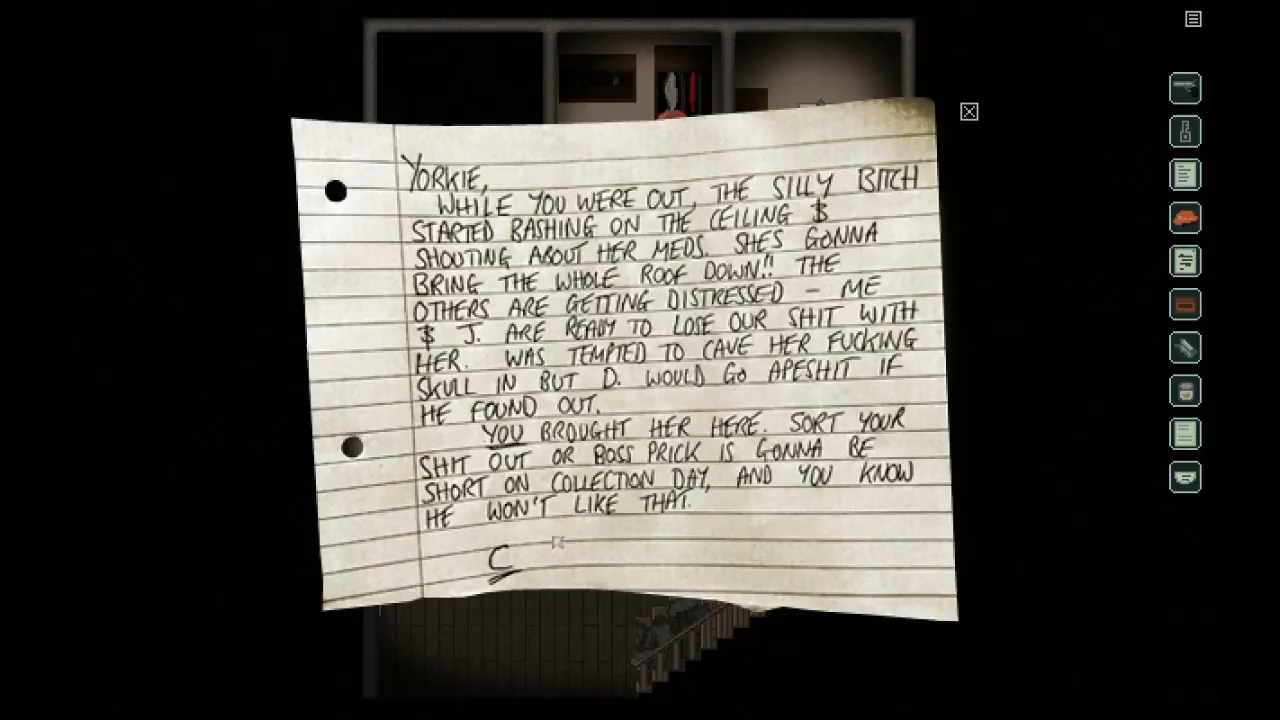 YORKIE,
WHILE YOU WERE OUT, THE SILLY BITCH
STARTED BASHING ON THE CEILING &
SHOUTING ABOUT HER MEDS. SHES GONNA
BRING THE WHOLE ROOF DOWN!! THE
OTHERS ARE GETTING DISTRESSED - ME
& J. ARE READY TO LOSE OUR SHIT WITH
HER. WAS TEMPTED TO CAVE HER FUCKING
SKULL IN BUT D. WOULD GO APESHIT IF
HE FOUND OUT.
YOU BROUGHT HER HERE. SORT YOUR
SHIT OUT OR BOSS PRICK IS GONNA BE
SHORT ON COLLECTION DAY, AND YOU KNOW
HE WON'T LIKE THAT.
C